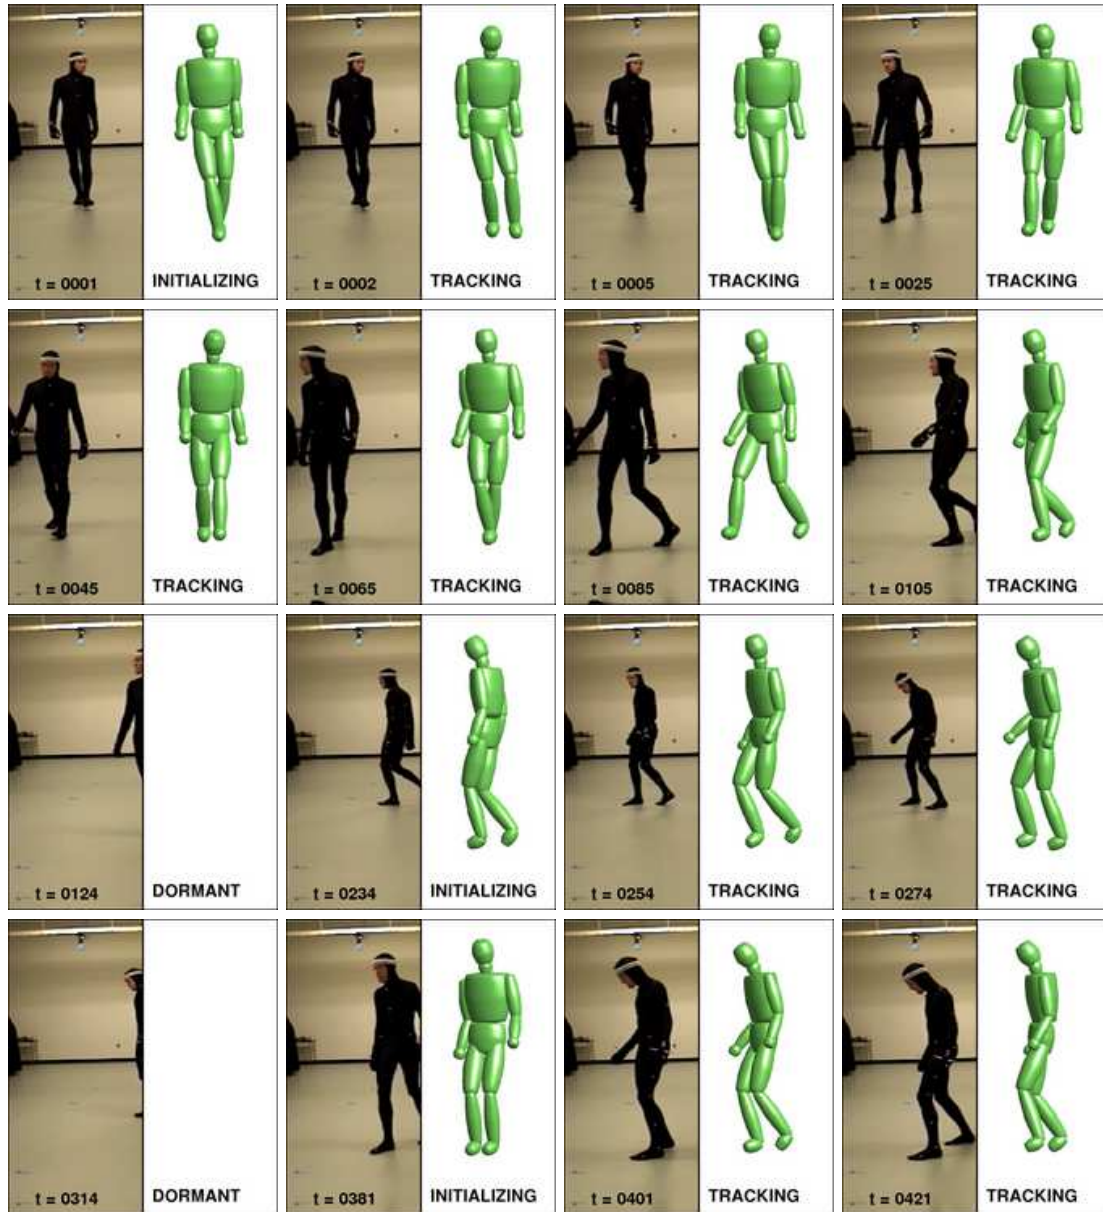 t = 0001 INITIALIZING
t = 0002 TRACKING
t = 0005 TRACKING
t = 0025 TRACKING
t = 0045 TRACKING
t = 0065 TRACKING
t = 0085 TRACKING
t = 0105 TRACKING
t = 0124 DORMANT
t = 0234 INITIALIZING
t = 0254 TRACKING
t = 0274 TRACKING
t = 0314 DORMANT
t = 0381 INITIALIZING
t = 0401 TRACKING
t = 0421 TRACKING